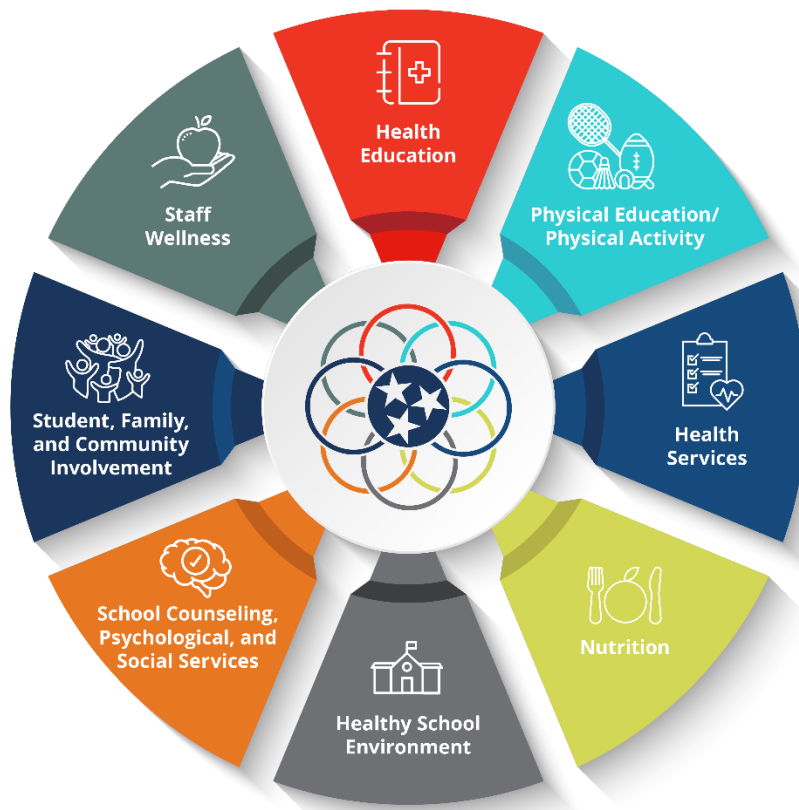 Health
Education
Physical Education/
Physical Activity
Health
Services
Nutrition
Healthy School
Environment
School Counseling,
Psychological, and
Social Services
Student, Family,
and Community
Involvement
Staff
Wellness